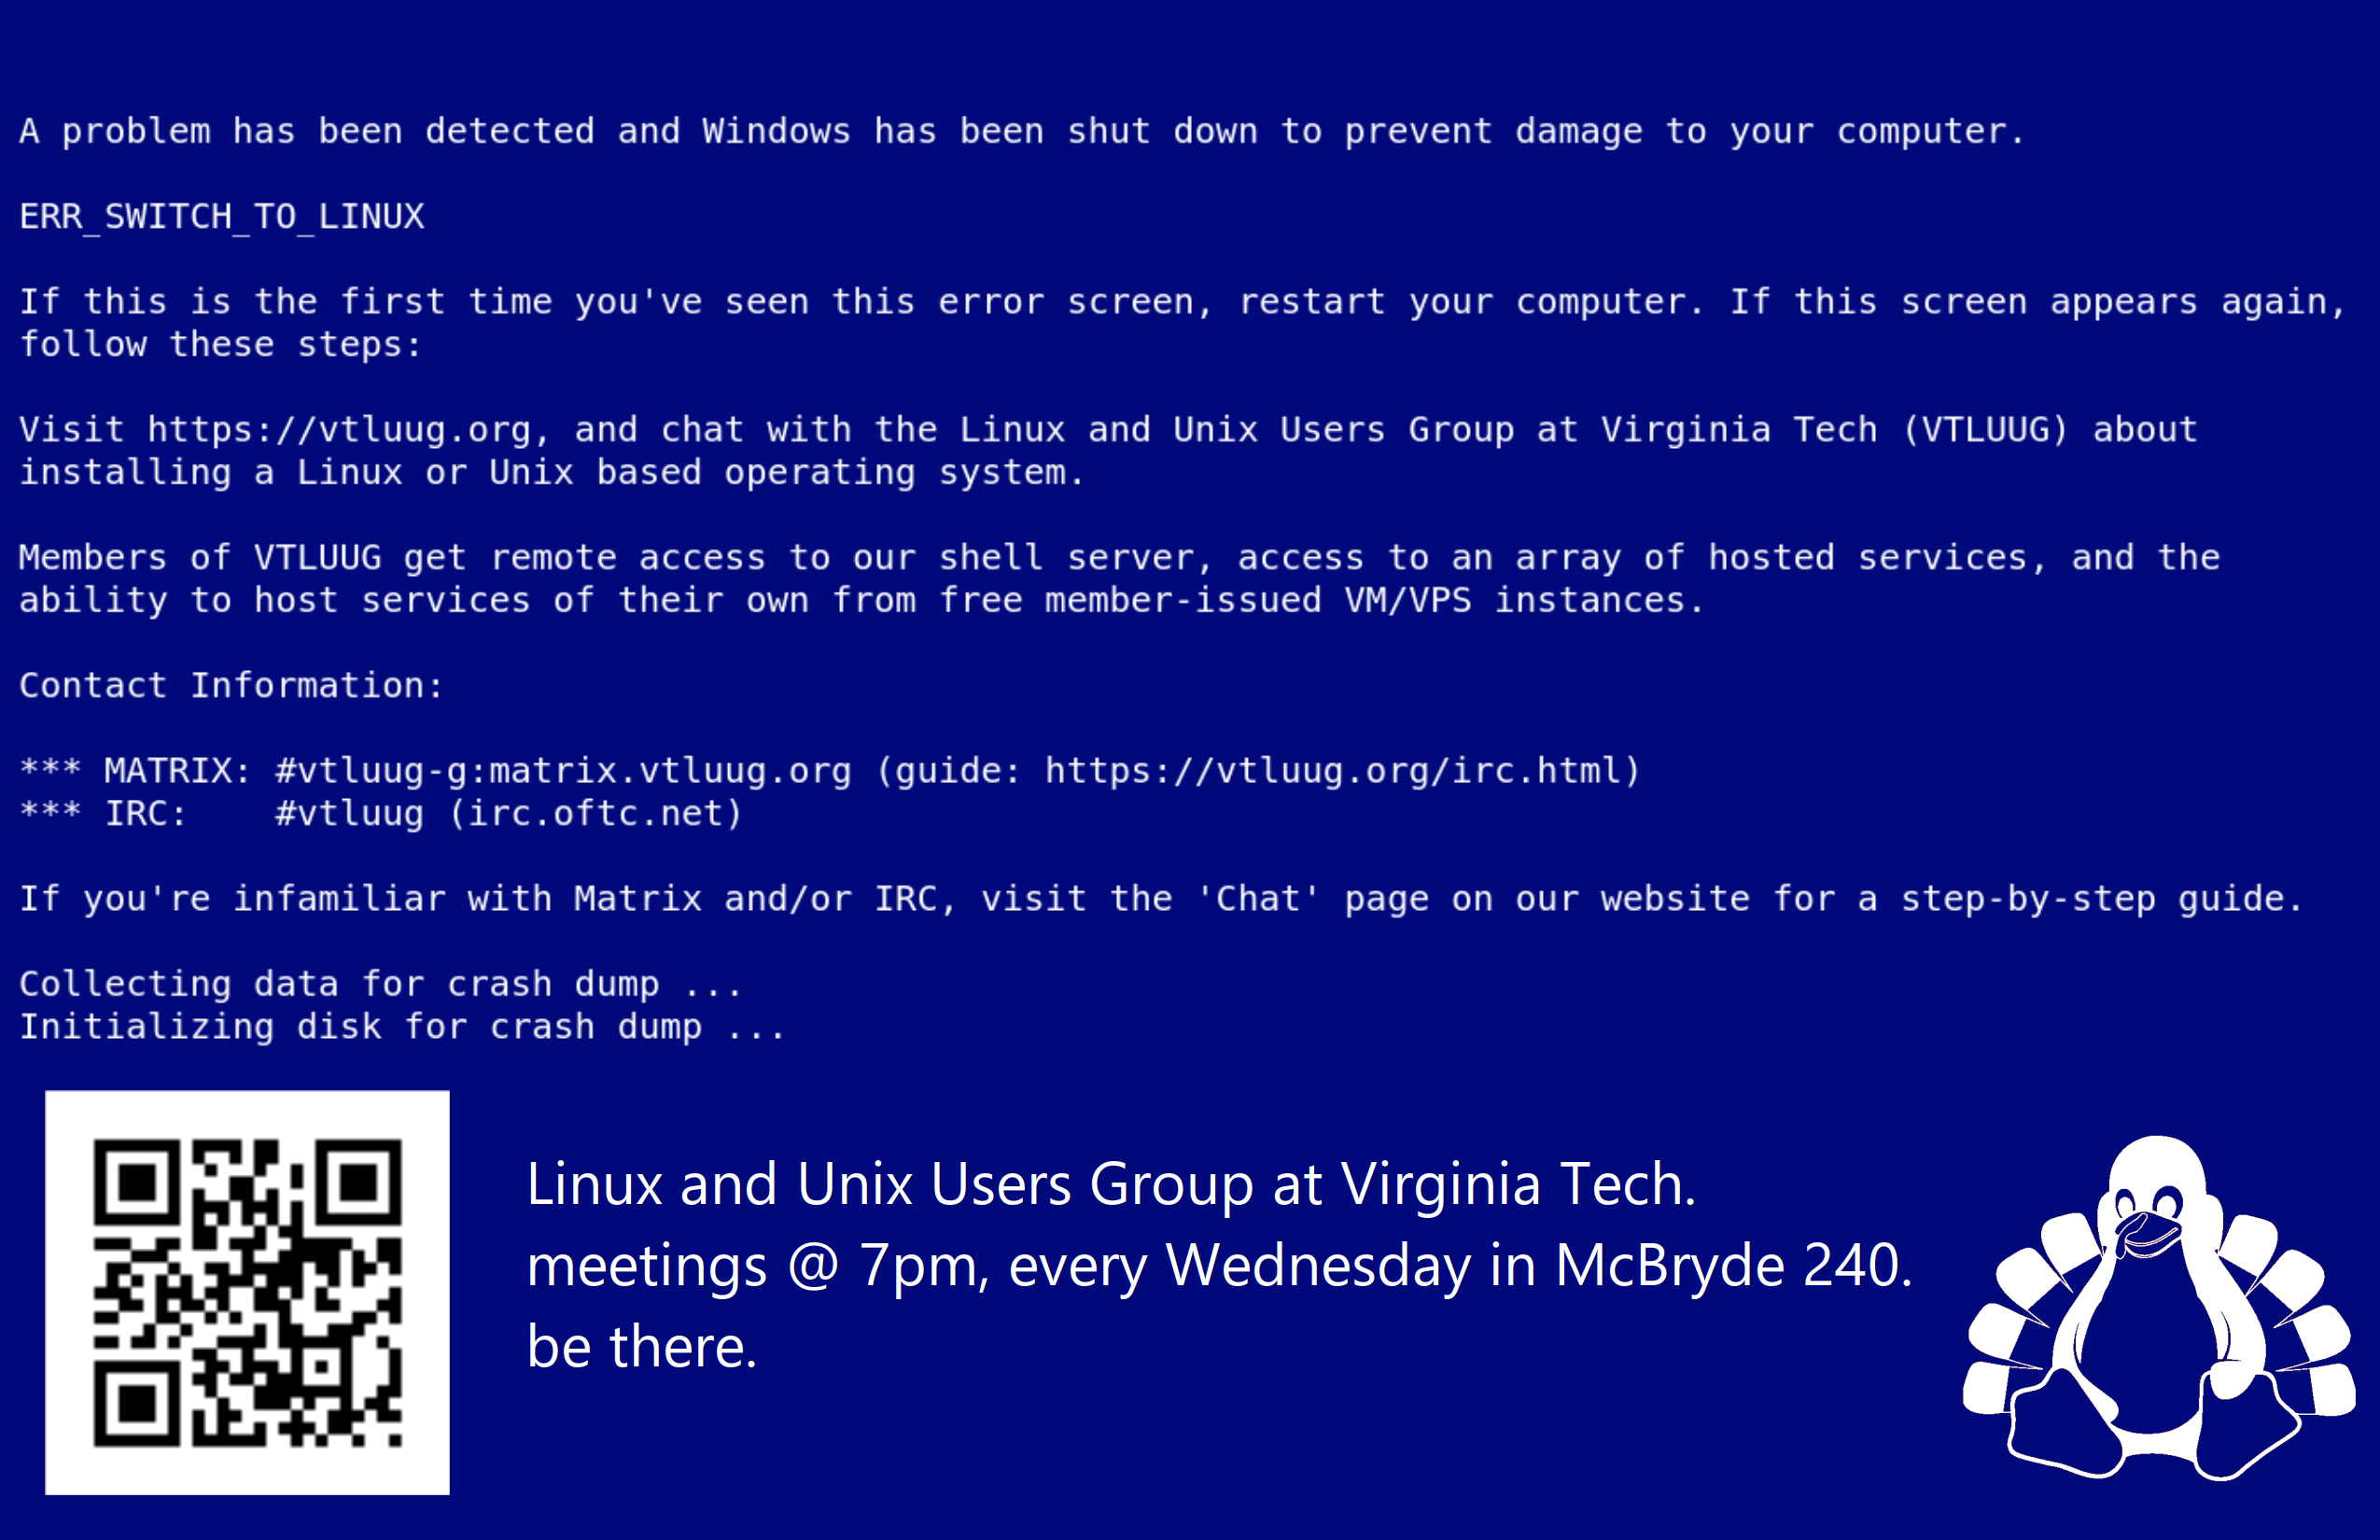 A problem has been detected and Windows has been shut down to prevent damage to your computer.
ERR_SWITCH_TO_LINUX
If this is the first time you've seen this error screen, restart your computer. If this screen appears again,
follow these steps:
Visit https://vtluug.org, and chat with the Linux and Unix Users Group at Virginia Tech (VTLUUG) about
installing a Linux or Unix based operating system.
Members of VTLUUG get remote access to our shell server, access to an array of hosted services, and the
ability to host services of their own from free member-issued VM/VPS instances.
Contact Information:
*** MATRIX: #vtluug-g:matrix.vtluug.org (guide: https://vtluug.org/irc.html)
*** IRC:    #vtluug (irc.oftc.net)
If you're infamiliar with Matrix and/or IRC, visit the 'Chat' page on our website for a step-by-step guide.
Collecting data for crash dump ...
Initializing disk for crash dump ...
Linux and Unix Users Group at Virginia Tech.
meetings @ 7pm, every Wednesday in McBryde 240.
be there.